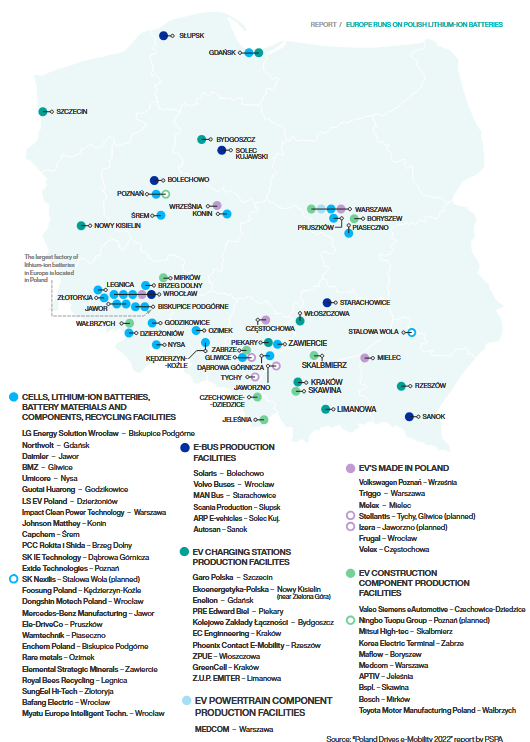 REPORT / EUROPE RUNS ON POLISH LITHIUM-ION BATTERIES
SŁUPSK
GDAŃSK
SZCZECIN
BYDGOSZCZ
SOLEC
KUJAWSKI
BOLECHOWO
POZNAŃ
WRZEŚNIA
WARSZAWA
ŚREM
KONIN
BORYSZEW
NOWY KISIELIN
PRUSZKÓW
PIASECZNO
The largest factory of
lithium-ion batteries
in Europe is located
in Poland
MIRKÓW
LEGNICA
BRZEG DOLNY
ZŁOTORYJA
WROCŁAW
STARACHOWICE
JAWOR
BISKUPICE PODGÓRNE
WŁOSZCZOWA
WAŁBRZYCH
GODZIKOWICE
CZĘSTOCHOWA
DZIERŻONIÓW
OZIMEK
STALOWA WOLA
NYSA
PIEKARY
ZAWIERCIE
ZABRZE
KĘDZIERZYN-
-KOŹLE
GLIWICE
SKALBMIERZ
MIELEC
DĄBROWA GÓRNICZA
TYCHY
KRAKÓW
JAWORZNO
RZESZÓW
SKAWINA
CZECHOWICE-
-DZIEDZICE
LIMANOWA
JELEŚNIA
SANOK
CELLS, LITHIUM-ION BATTERIES,
BATTERY MATERIALS AND
COMPONENTS, RECYCLING FACILITIES
LG Energy Solution Wrocław – Biskupice Podgórne
Northvolt – Gdańsk
Daimler – Jawor
BMZ – Gliwice
Umicore – Nysa
Guotai Huarong – Godzikowice
LS EV Poland – Dzierżoniów
Impact Clean Power Technology – Warszawa
Johnson Matthey – Konin
Capchem – Śrem
PCC Rokita i Shida – Brzeg Dolny
SK IE Technology – Dąbrowa Górnicza
Exide Technologies – Poznań
SK Nexilis – Stalowa Wola (planned)
Foosung Poland – Kędzierzyn-Koźle
Dongshin Motech Poland – Wrocław
Mercedes-Benz Manufacturing – Jawor
Ele-DriveCo – Pruszków
Wamtechnik – Piaseczno
Enchem Poland – Biskupice Podgórne
Rare metals – Ozimek
Elemental Strategic Minerals – Zawiercie
Royal Bees Recycling – Legnica
SungEel Hi-Tech – Złotoryja
Bafang Electric – Wrocław
Myatu Europe Intelligent Techn. – Wrocław
E-BUS PRODUCTION
FACILITIES
Solaris – Bolechowo
Volvo Buses – Wrocław
MAN Bus – Starachowice
Scania Production – Słupsk
ARP E-vehicles – Solec Kuj.
Autosan – Sanok
EV CHARGING STATIONS
PRODUCTION FACILITES
Garo Polska – Szczecin
Ekoenergetyka-Polska – Nowy Kisielin
(near Zielona Góra)
Enelion – Gdańsk
PRE Edward Biel – Piekary
Kolejowe Zakłady Łączności – Bydgoszcz
EC Engineering – Kraków
Phoenix Contact E-Mobility – Rzeszów
ZPUE – Włoszczowa
GreenCell – Kraków
Z.U.P. EMITER – Limanowa
EV POWERTRAIN COMPONENT
PRODUCTION FACILITIES
MEDCOM – Warszawa
EV'S MADE IN POLAND
Volkswagen Poznań – Września
Triggo – Warszawa
Melex – Mielec
Stellantis – Tychy, Gliwice (planned)
Izera – Jaworzno (planned)
Frugal – Wrocław
Velex – Częstochowa
EV CONSTRUCTION
COMPONENT PRODUCTION
FACILITIES
Valeo Siemens eAutomotive – Czechowice-Dziedzice
Ningbo Tuopu Group – Poznań (planned)
Mitsui High-tec – Skalbmierz
Korea Electric Terminal – Zabrze
Maflow – Boryszew
Medcom – Warszawa
APTIV – Jeleśnia
Bspl. – Skawina
Bosch – Mirków
Toyota Motor Manufacturing Poland – Wałbrzych
Source: "Poland Drives e-Mobility 2022" report by PSPA